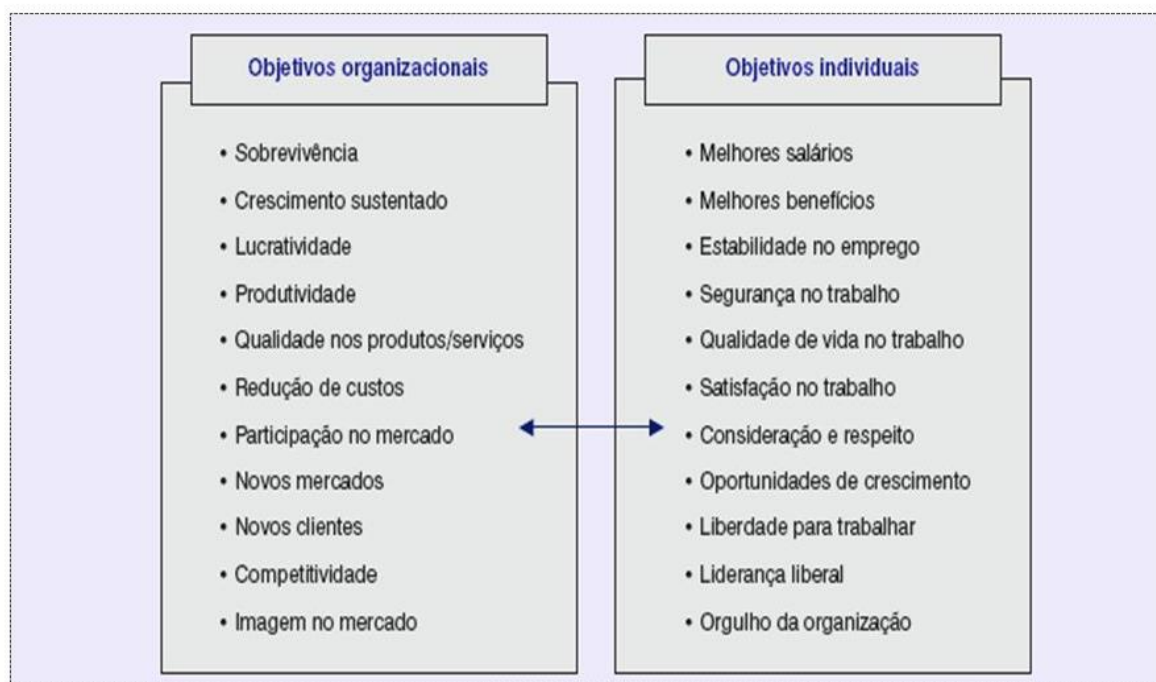 Objetivos organizacionais
• Sobrevivência
• Crescimento sustentado
• Lucratividade
• Produtividade
• Qualidade nos produtos/serviços
• Redução de custos
• Participação no mercado
• Novos mercados
• Novos clientes
• Competitividade
• Imagem no mercado
Objetivos individuais
• Melhores salários
• Melhores benefícios
• Estabilidade no emprego
• Segurança no trabalho
• Qualidade de vida no trabalho
• Satisfação no trabalho
• Consideração e respeito
• Oportunidades de crescimento
• Liberdade para trabalhar
• Liderança liberal
• Orgulho da organização